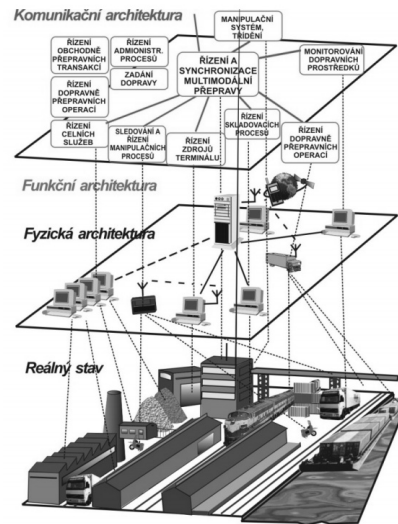 Komunikační architektura
MANIPULAČNÍ
SYSTÉM,
TŘÍDĚNÍ
ŘÍZENÍ
OBCHODNĚ
PŘEPRAVNÍCH
TRANSAKCÍ
ŘÍZENÍ
ADMINISTR.
PROCESŮ
ŘÍZENÍ A
SYNCHRONIZACE
MULTIMODÁLNÍ
PŘEPRAVY
MONITOROVÁNÍ
DOPRAVNÍCH
PROSTŘEDKŮ
ZADÁNÍ
DOPRAVY
ŘÍZENÍ
DOPRAVNĚ
PŘEPRAVNÍCH
OPERACÍ
ŘÍZENÍ
CELNÍCH
SLUŽEB
SLEDOVÁNÍ A
ŘÍZENÍ
MANIPULAČNÍCH
PROCESŮ
ŘÍZENÍ
ZDROJŮ
TERMINÁLU
ŘÍZENÍ
SKLADOVACÍCH
PROCESŮ
ŘÍZENÍ
DOPRAVNĚ
PŘEPRAVNÍCH
OPERACÍ
Funkční architektura
Fyzická architektura
Reálný stav